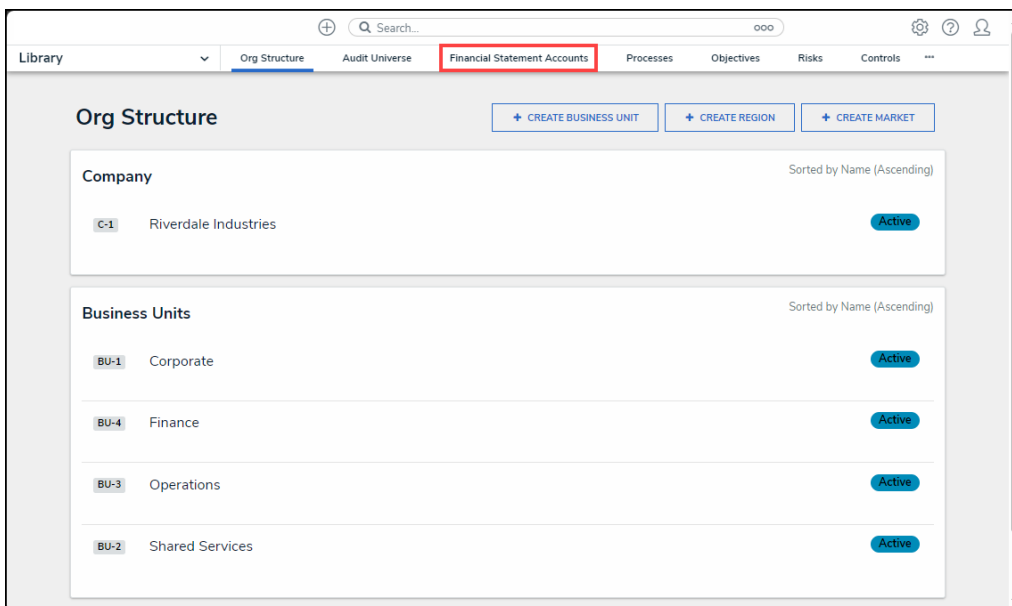 Search... ooo
Library Org Structure Audit Universe Financial Statement Accounts Processes Objectives Risks Controls ...
Org Structure + CREATE BUSINESS UNIT + CREATE REGION + CREATE MARKET
Company Sorted by Name (Ascending)
C-1 Riverdale Industries Active
Business Units Sorted by Name (Ascending)
BU-1 Corporate Active
BU-4 Finance Active
BU-3 Operations Active
BU-2 Shared Services Active